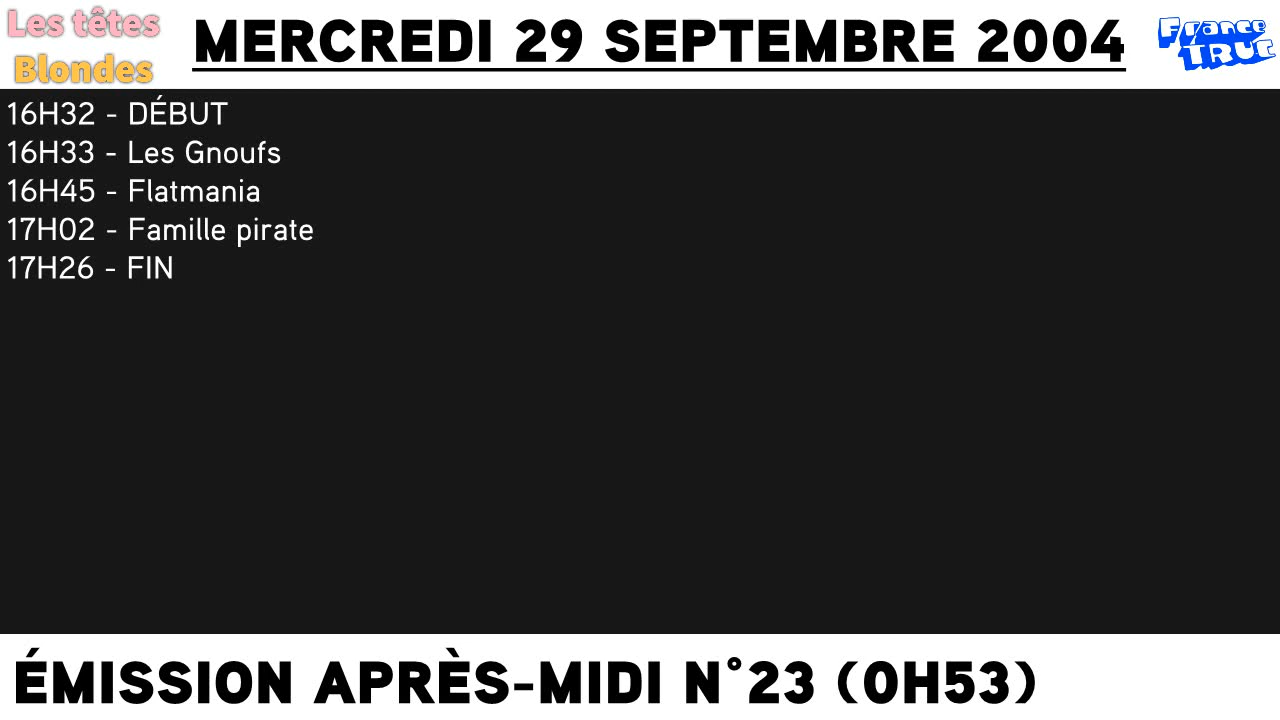 Les têtes
Blondes
MERCREDI 29 SEPTEMBRE 2004
France
TRUC
16H32 - DÉBUT
16H33 - Les Gnoufs
16H45 - Flatmania
17H02 - Famille pirate
17H26 - FIN
ÉMISSION APRÈS-MIDI N°23 (0H53)